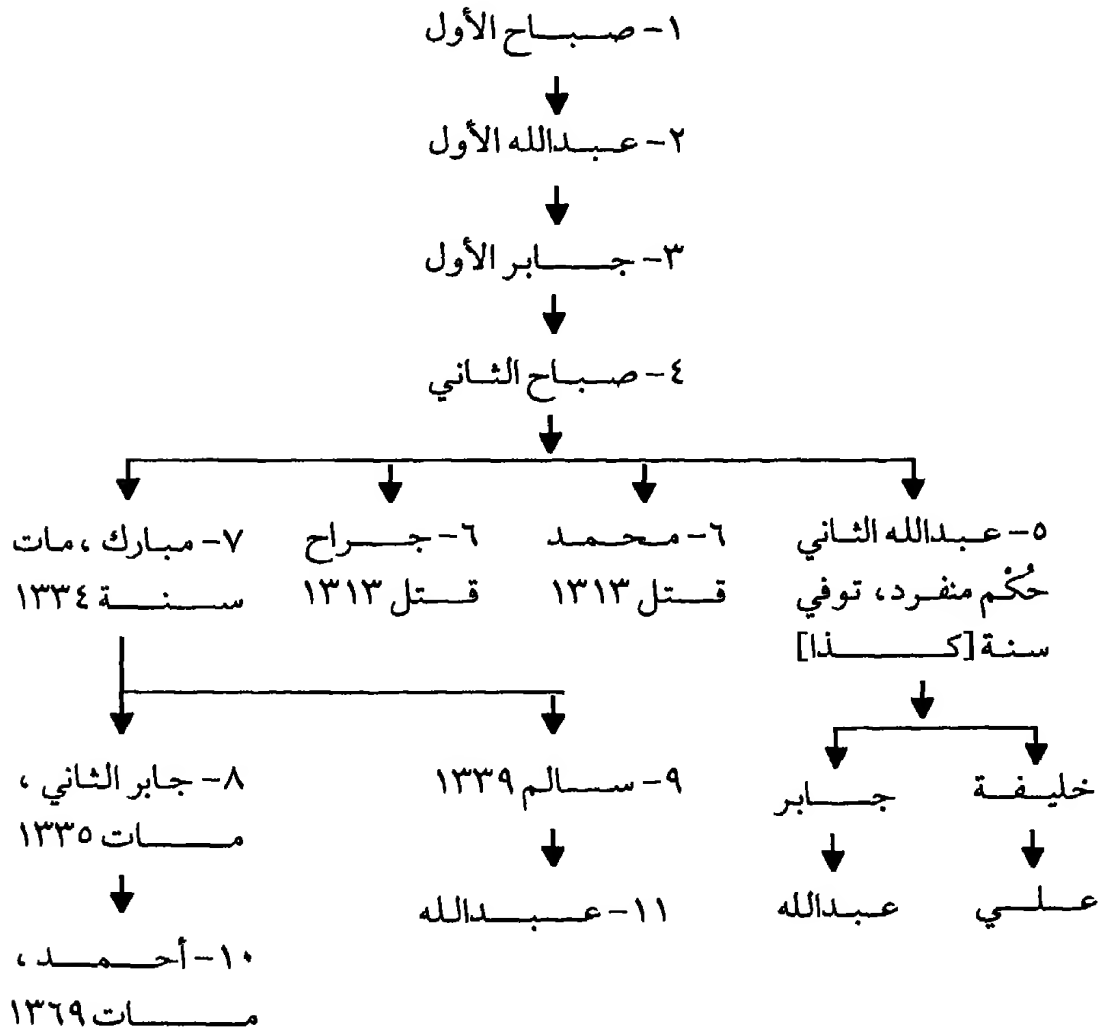 ١- صباح الأول
٢- عبدالله الأول
٣- جابر الأول
٤- صباح الثاني
٥- عبدالله الثاني
حُكْم منفرد، توفي
سنة [كذا]
٦- محمد
قتل ١٣١٣
٦- جراح
قتل ١٣١٣
٧- مبارك، مات
سنة ١٣٣٤
خليفة
جابر
٩- سالم ١٣٣٩
٨- جابر الثاني،
مات ١٣٣٥
علي
عبدالله
١١- عبدالله
١٠- أحمد،
مات ١٣٦٩